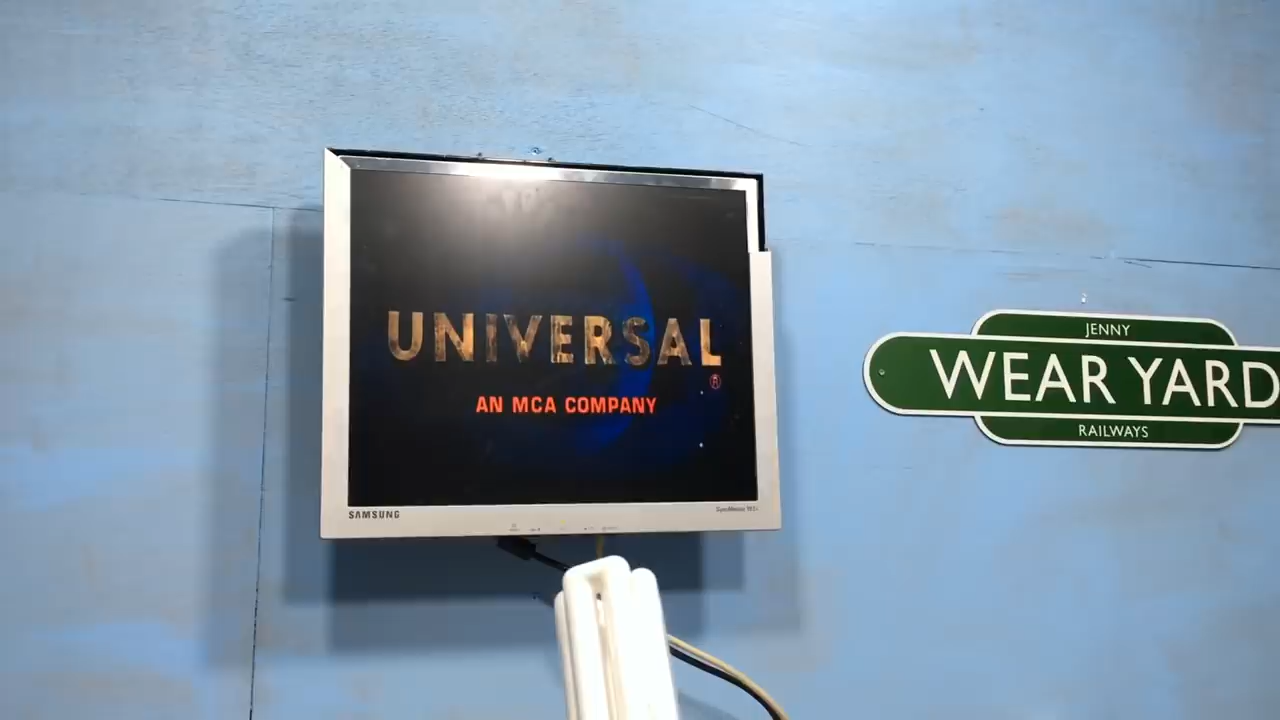 UNIVERSAL
®
AN MCA COMPANY
SAMSUNG
JENNY
WEAR YARD
RAILWAYS